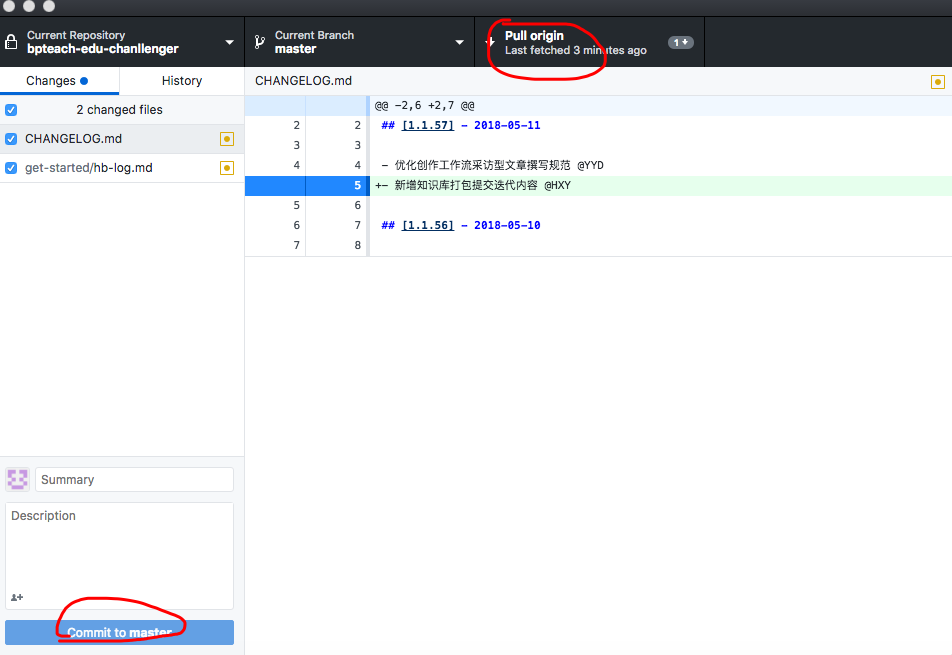 Current Repository
bpteach-edu-chanllenger
Current Branch
master
Pull origin
Last fetched 3 minutes ago
1
Changes
History
2 changed files
CHANGELOG.md
get-started/hb-log.md
CHANGELOG.md
@@ -2,6 +2,7 @@
2 2 ## [1.1.57] - 2018-05-11
3 3
4 4 - 优化创作工作流采访型文章撰写规范 @YYD
5 +- 新增知识库打包提交迭代内容 @HXY
5 6
6 7 ## [1.1.56] - 2018-05-10
7 8
Summary
Description
Commit to master